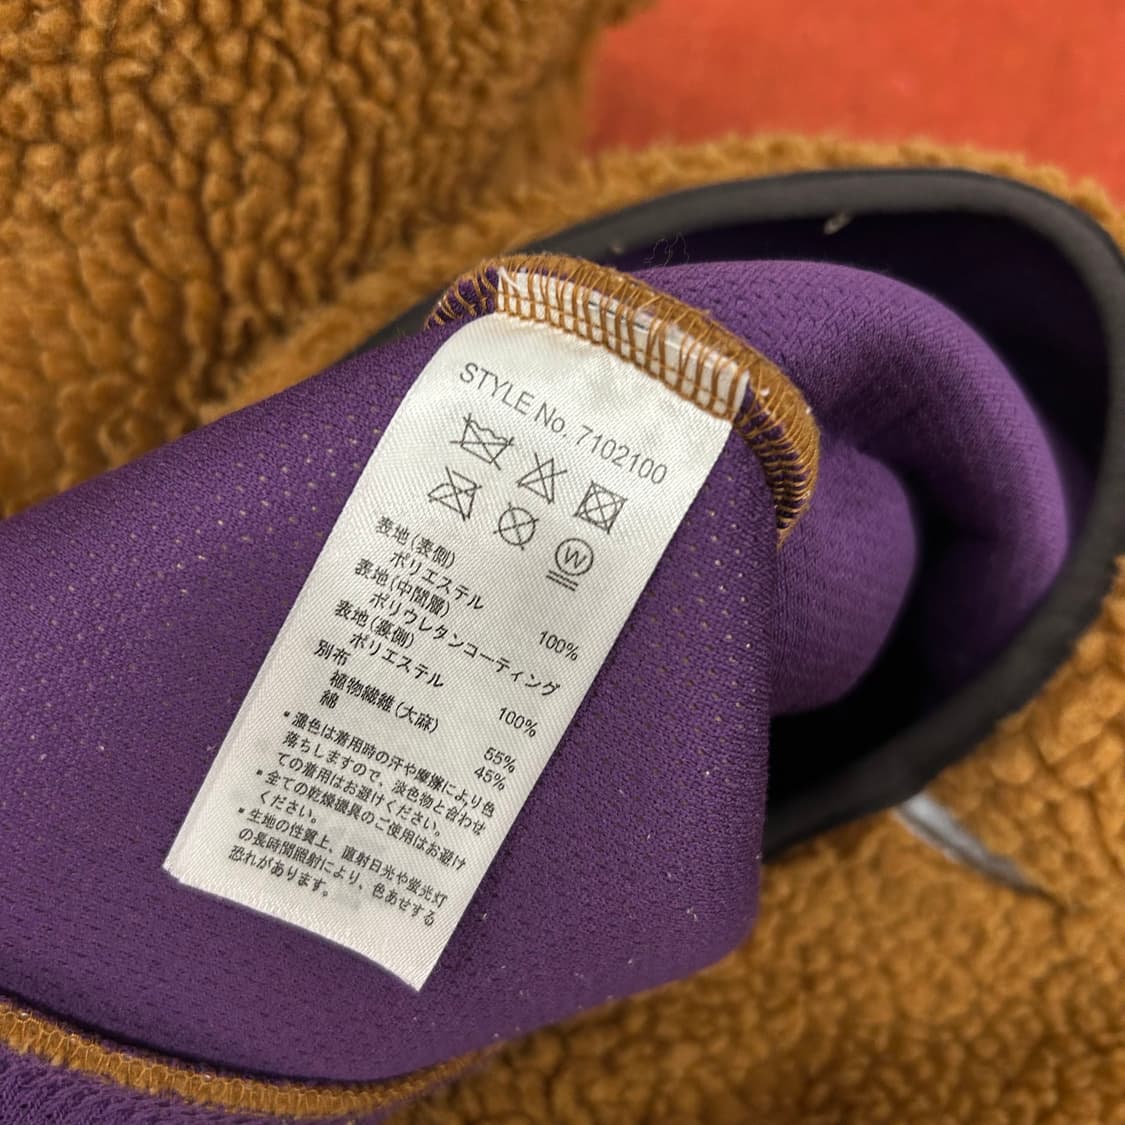 STYLE No. 7102100
W
表地(表側)
ポリエステル 100%
表地(中間層)
ポリウレタンコーティング
表地(裏側)
ポリエステル 100%
別布
植物繊維(大麻) 55%
綿 45%
・濃色は着用時の汗や摩擦により色
落ちしますので、淡色物と合わせ
ての着用はお避けください。
・全ての乾燥機具のご使用はお避け
ください。
・生地の性質上、直射日光や蛍光灯
の長時間照射により、色あせする
恐れがあります。